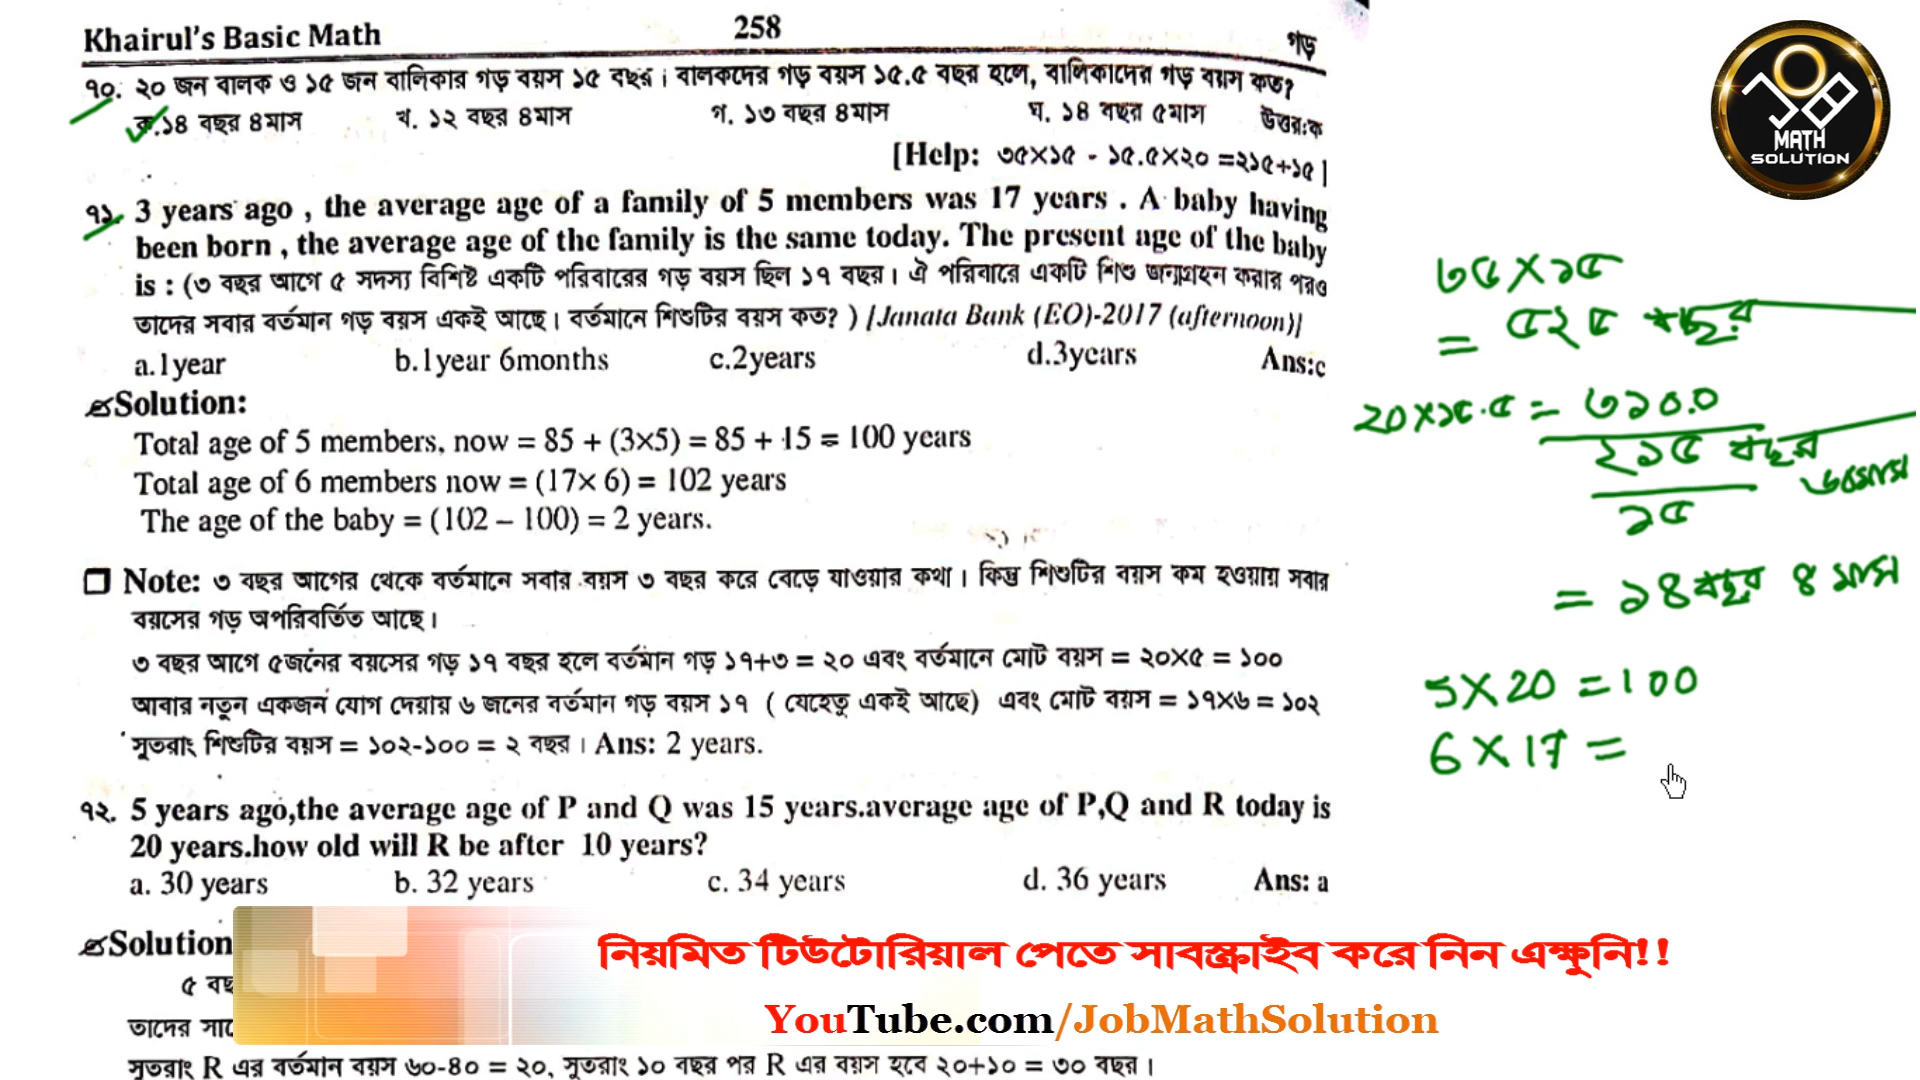 Khairul's Basic Math
258
গড়
৭০. ২০ জন বালক ও ১৫ জন বালিকার গড় বয়স ১৫ বছর। বালকদের গড় বয়স ১৫.৫ বছর হলে, বালিকাদের গড় বয়স কত?
ক.১৪ বছর ৪মাস খ. ১২ বছর ৪মাস গ. ১৩ বছর ৪মাস ঘ. ১৪ বছর ৫মাস উত্তর:ক
[Help: ৩৫×১৫ - ১৫.৫×২০ =২১৫÷১৫]
৭১. 3 years ago , the average age of a family of 5 members was 17 years . A baby having
been born , the average age of the family is the same today. The present age of the baby
is : (৩ বছর আগে ৫ সদস্য বিশিষ্ট একটি পরিবারের গড় বয়স ছিল ১৭ বছর। ঐ পরিবারে একটি শিশু জন্মগ্রহন করার পরও
তাদের সবার বর্তমান গড় বয়স একই আছে। বর্তমানে শিশুটির বয়স কত? ) [Janata Bank (EO)-2017 (afternoon)]
a.1year b.1year 6months c.2years d.3years Ans:c
Solution:
Total age of 5 members, now = 85 + (3×5) = 85 + 15 = 100 years
Total age of 6 members now = (17× 6) = 102 years
The age of the baby = (102 – 100) = 2 years.
Note: ৩ বছর আগের থেকে বর্তমানে সবার বয়স ৩ বছর করে বেড়ে যাওয়ার কথা। কিন্তু শিশুটির বয়স কম হওয়ায় সবার
বয়সের গড় অপরিবর্তিত আছে।
৩ বছর আগে ৫জনের বয়সের গড় ১৭ বছর হলে বর্তমান গড় ১৭+৩ = ২০ এবং বর্তমানে মোট বয়স = ২০×৫ = ১০০
আবার নতুন একজন যোগ দেয়ায় ৬ জনের বর্তমান গড় বয়স ১৭ ( যেহেতু একই আছে) এবং মোট বয়স = ১৭×৬ = ১০২
সুতরাং শিশুটির বয়স = ১০২-১০০ = ২ বছর। Ans: 2 years.
৭২. 5 years ago,the average age of P and Q was 15 years.average age of P,Q and R today is
20 years.how old will R be after 10 years?
a. 30 years b. 32 years c. 34 years d. 36 years Ans: a
Solution
৫ বছ
তাদের সা
সুতরাং R এর বর্তমান বয়স ৬০-৪০ = ২০, সুতরাং ১০ বছর পর R এর বয়স হবে ২০+১০ = ৩০ বছর।
MATH
SOLUTION
৩৫×১৫
= ৫২৫ বছর
20×১৫.৫ = ৩১০.০
২১৫ বছর
১৫
= ১৪ বছর ৪ মাস
5×20 = 100
6×17 =
নিয়মিত টিউটোরিয়াল পেতে সাবস্ক্রাইব করে নিন এক্ষুনি!!
YouTube.com/JobMathSolution